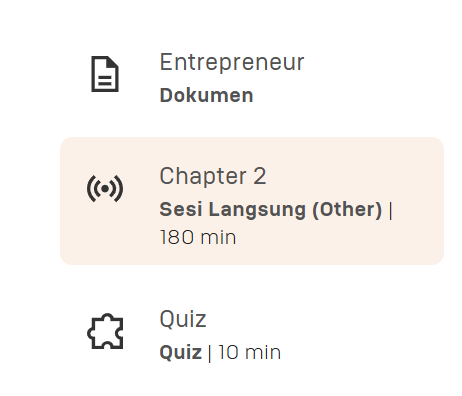 Entrepreneur
Dokumen
Chapter 2
Sesi Langsung (Other) |
180 min
Quiz
Quiz | 10 min